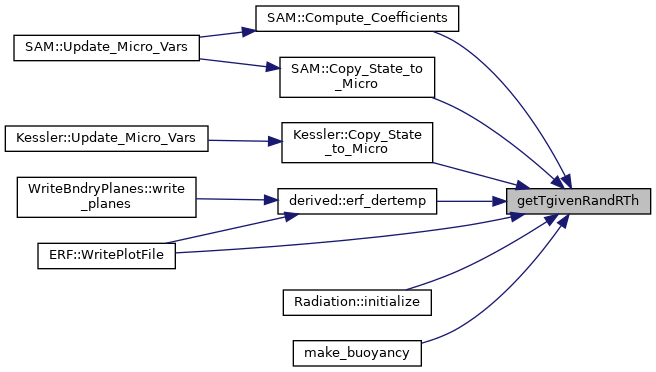 SAM::Compute_Coefficients
SAM::Update_Micro_Vars
SAM::Copy_State_to
_Micro
Kessler::Copy_State
_to_Micro
Kessler::Update_Micro_Vars
WriteBndryPlanes::write
_planes
derived::erf_dertemp
getTgivenRandRTh
ERF::WritePlotFile
Radiation::initialize
make_buoyancy